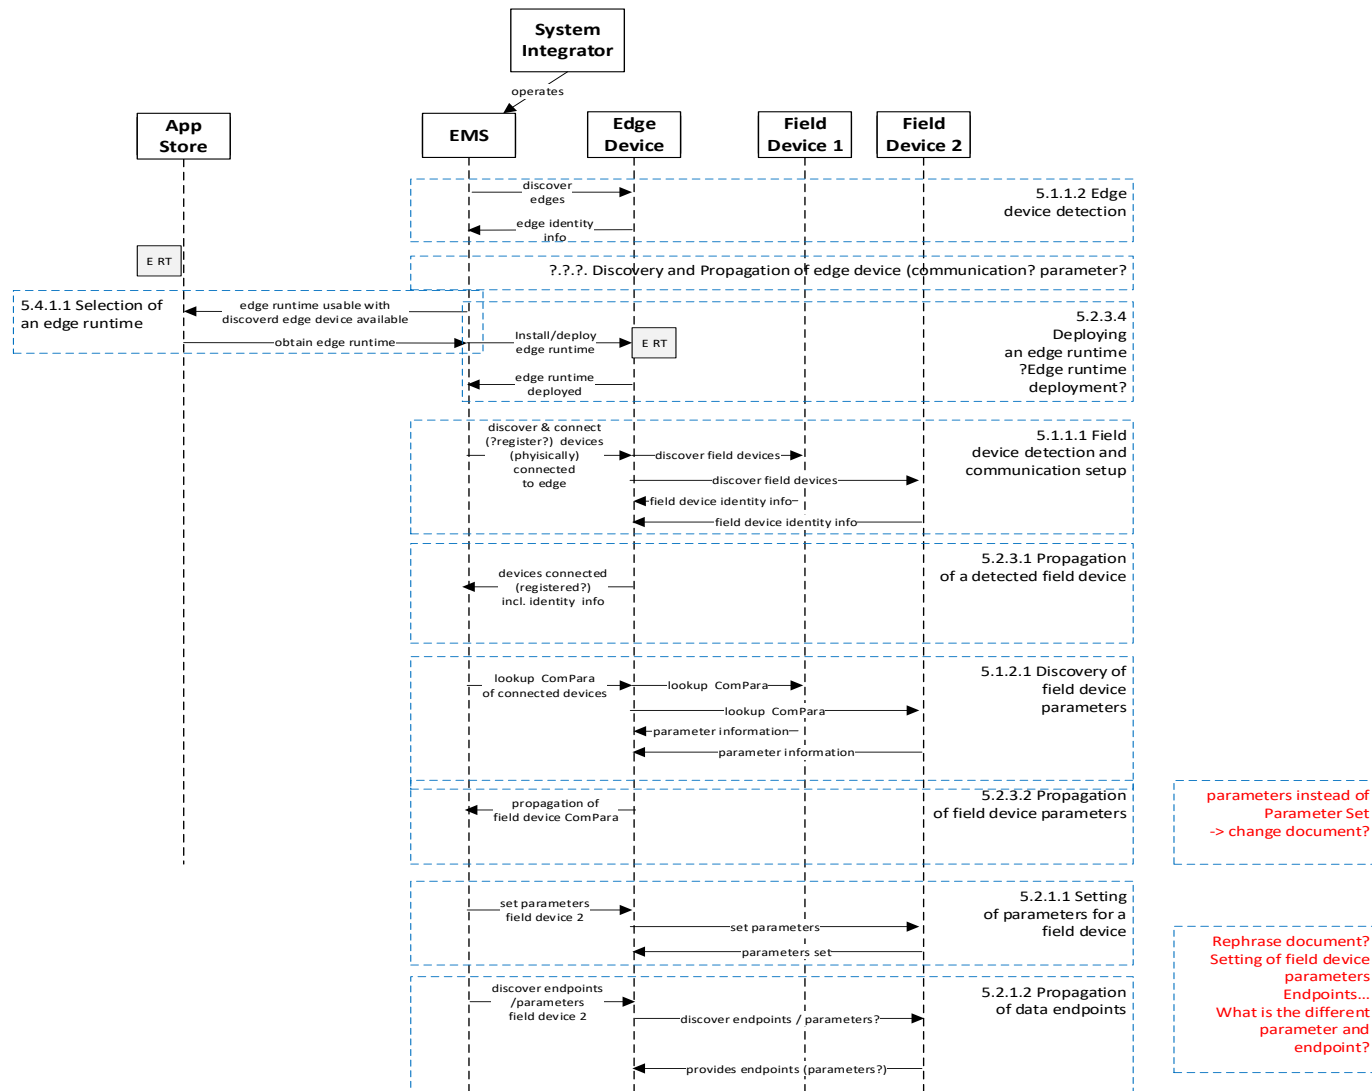 System
Integrator
operates
App
Store
EMS
Edge
Device
Field
Device 1
Field
Device 2
discover
edges
5.1.1.2 Edge
device detection
edge identity
info
E RT
?.?.?. Discovery and Propagation of edge device (communication? parameter?
5.4.1.1 Selection of
an edge runtime
edge runtime usable with
discoverd edge device available
obtain edge runtime
Install/deploy
edge runtime
E RT
5.2.3.4
Deploying
an edge runtime
?Edge runtime
deployment?
edge runtime
deployed
discover & connect
(?register?) devices
(phyisically)
connected
to edge
discover field devices
5.1.1.1 Field
device detection and
communication setup
discover field devices
field device identity info
field device identity info
devices connected
(registered?)
incl. identity info
5.2.3.1 Propagation
of a detected field device
lookup ComPara
of connected devices
lookup ComPara
5.1.2.1 Discovery of
field device
parameters
lookup ComPara
parameter information
parameter information
propagation of
field device ComPara
5.2.3.2 Propagation
of field device parameters
parameters instead of
Parameter Set
-> change document?
set parameters
field device 2
set parameters
parameters set
5.2.1.1 Setting
of parameters for a
field device
Rephrase document?
Setting of field device
parameters
Endpoints...
What is the different
parameter and
endpoint?
discover endpoints
/parameters
field device 2
discover endpoints / parameters?
5.2.1.2 Propagation
of data endpoints
provides endpoints (parameters?)